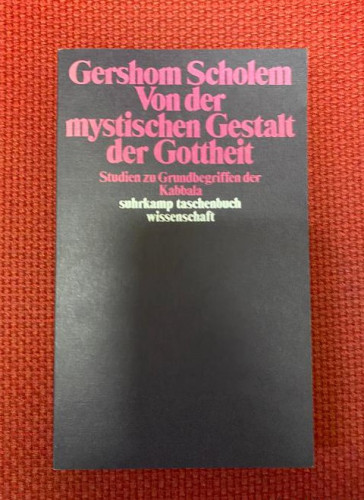 Gershom Scholem
Von der
mystischen Gestalt
der Gottheit
Studien zu Grundbegriffen der
Kabbala
suhrkamp taschenbuch
wissenschaft